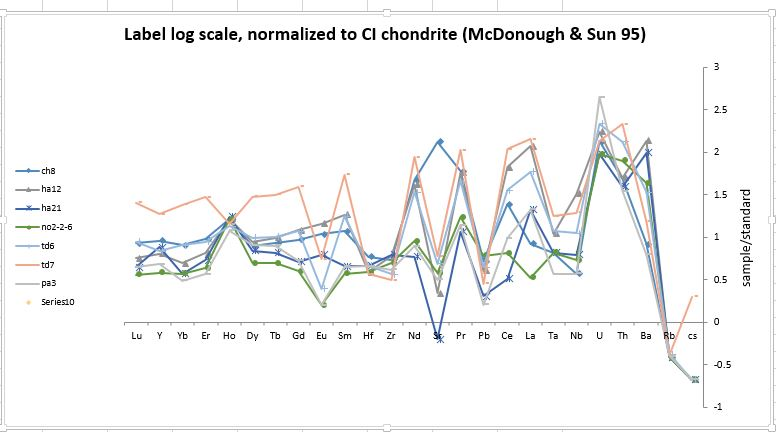 Label log scale, normalized to CI chondrite (McDonough & Sun 95)
3
2.5
2
1.5
1
0.5
0
-0.5
-1
sample/standard
ch8
ha12
ha21
no2-2-6
td6
td7
pa3
Series10
Lu Y Yb Er Ho Dy Tb Gd Eu Sm Hf Zr Nd Sr Pr Pb Ce La Ta Nb U Th Ba Rb cs